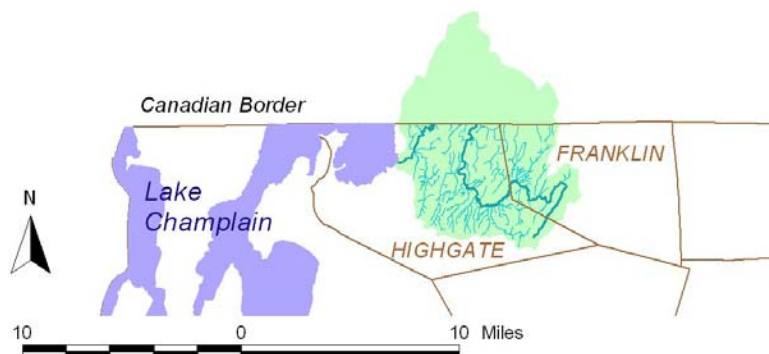 Canadian Border
FRANKLIN
Lake
Champlain
N
HIGHGATE
10 0 10 Miles